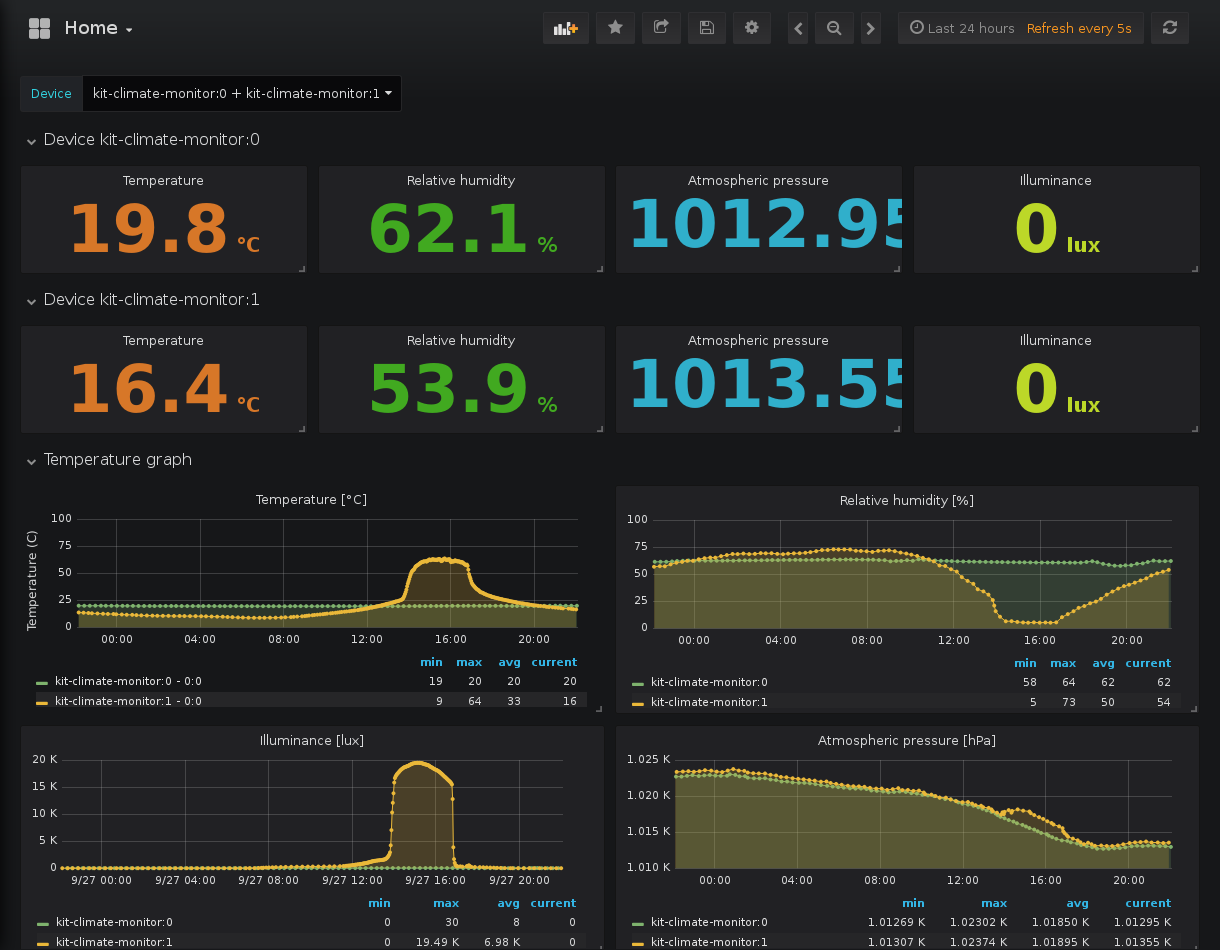 Home
Last 24 hours Refresh every 5s
Device kit-climate-monitor:0 + kit-climate-monitor:1
Device kit-climate-monitor:0
Temperature Relative humidity Atmospheric pressure Illuminance
19.8 °C 62.1 % 1012.95 0 lux
Device kit-climate-monitor:1
Temperature Relative humidity Atmospheric pressure Illuminance
16.4 °C 53.9 % 1013.55 0 lux
Temperature graph
Temperature [°C]
Temperature (C)
100
75
50
25
0
00:00 04:00 08:00 12:00 16:00 20:00
min max avg current
kit-climate-monitor:0 - 0:0 19 20 20 20
kit-climate-monitor:1 - 0:0 9 64 33 16
Relative humidity [%]
100
75
50
25
0
00:00 04:00 08:00 12:00 16:00 20:00
min max avg current
kit-climate-monitor:0 58 64 62 62
kit-climate-monitor:1 5 73 50 54
Illuminance [lux]
20 K
15 K
10 K
5 K
0
9/27 00:00 9/27 04:00 9/27 08:00 9/27 12:00 9/27 16:00 9/27 20:00
min max avg current
kit-climate-monitor:0 0 30 8 0
kit-climate-monitor:1 0 19.49 K 6.98 K 0
Atmospheric pressure [hPa]
1.025 K
1.020 K
1.015 K
1.010 K
00:00 04:00 08:00 12:00 16:00 20:00
min max avg current
kit-climate-monitor:0 1.01269 K 1.02302 K 1.01850 K 1.01295 K
kit-climate-monitor:1 1.01307 K 1.02374 K 1.01895 K 1.01355 K